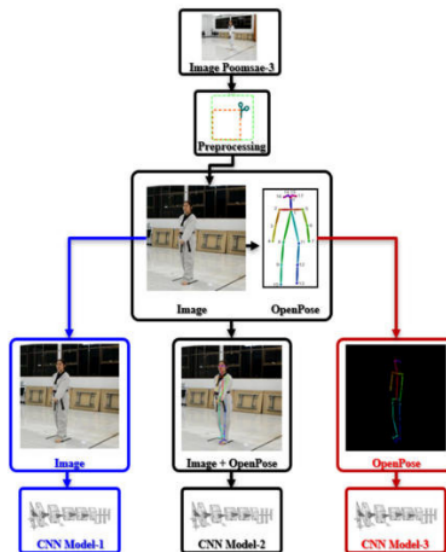 Image Poomsae-3
Preprocessing
Image
OpenPose
Image
Image + OpenPose
OpenPose
CNN Model-1
CNN Model-2
CNN Model-3